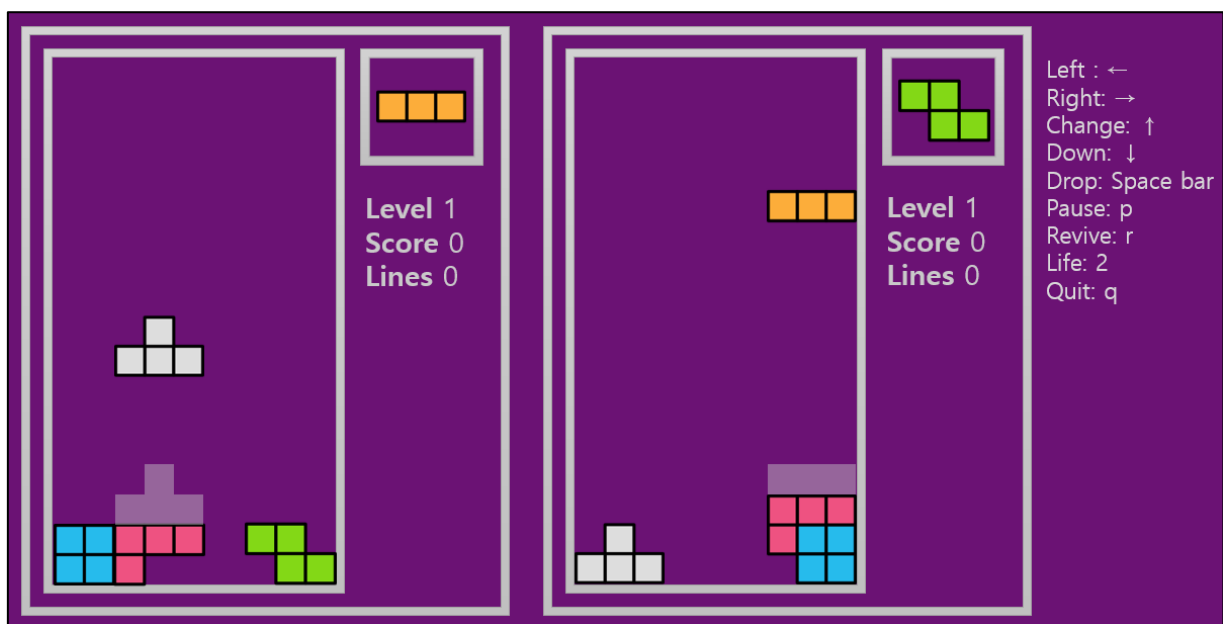 Level 1
Score 0
Lines 0
Level 1
Score 0
Lines 0
Left : ←
Right: →
Change: ↑
Down: ↓
Drop: Space bar
Pause: p
Revive: r
Life: 2
Quit: q